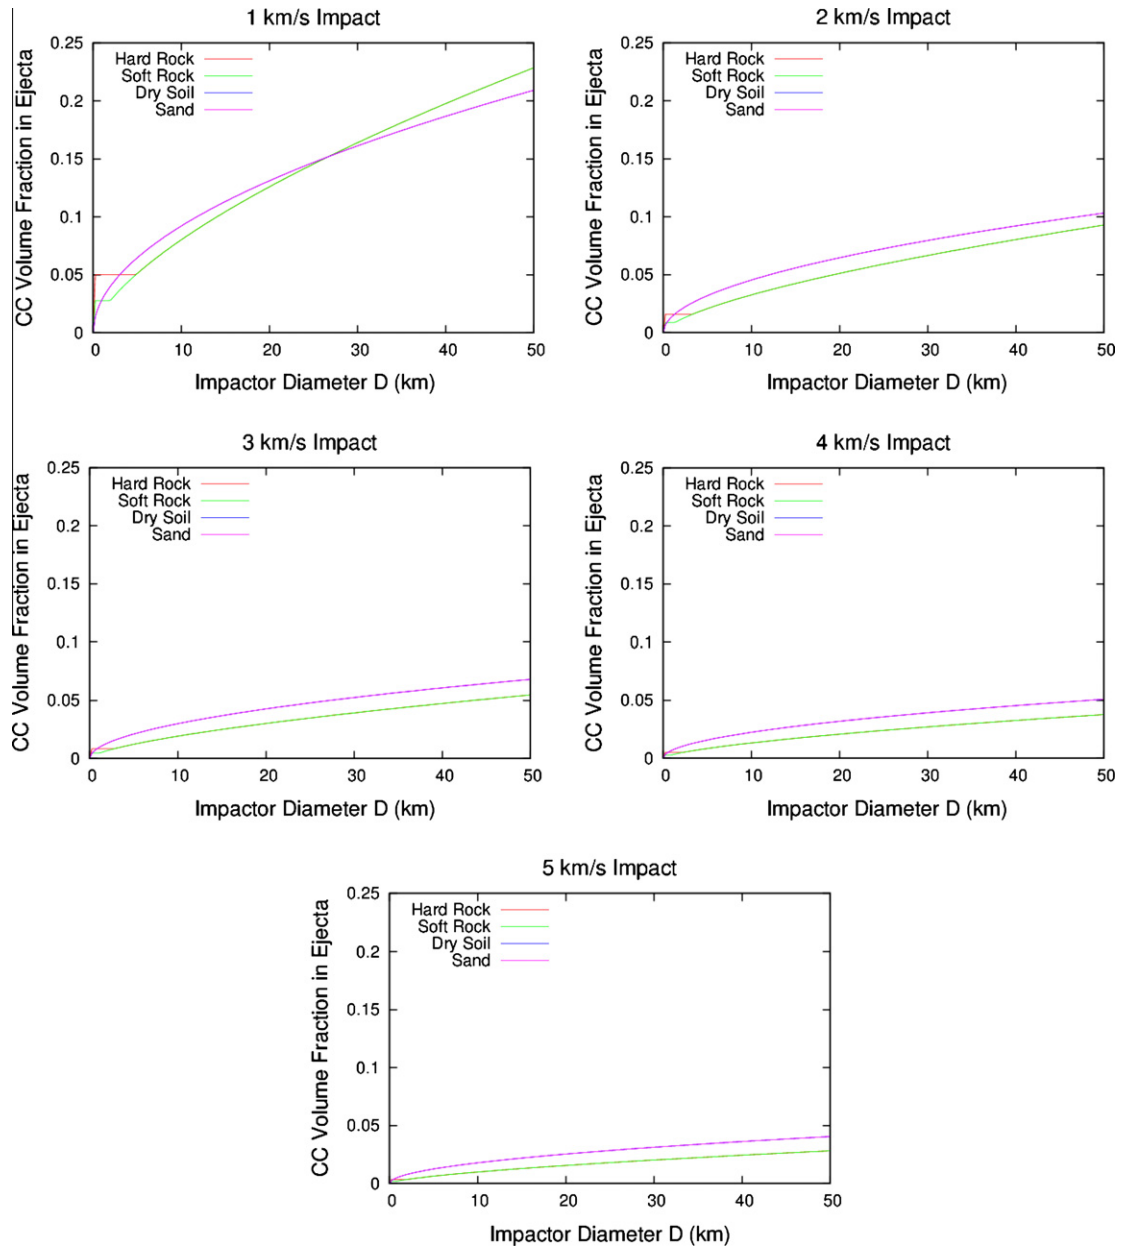 1 km/s Impact
CC Volume Fraction in Ejecta
0.25
0.2
0.15
0.1
0.05
0
Hard Rock
Soft Rock
Dry Soil
Sand
0 10 20 30 40 50
Impactor Diameter D (km)
2 km/s Impact
CC Volume Fraction in Ejecta
0.25
0.2
0.15
0.1
0.05
0
Hard Rock
Soft Rock
Dry Soil
Sand
0 10 20 30 40 50
Impactor Diameter D (km)
3 km/s Impact
CC Volume Fraction in Ejecta
0.25
0.2
0.15
0.1
0.05
0
Hard Rock
Soft Rock
Dry Soil
Sand
0 10 20 30 40 50
Impactor Diameter D (km)
4 km/s Impact
CC Volume Fraction in Ejecta
0.25
0.2
0.15
0.1
0.05
0
Hard Rock
Soft Rock
Dry Soil
Sand
0 10 20 30 40 50
Impactor Diameter D (km)
5 km/s Impact
CC Volume Fraction in Ejecta
0.25
0.2
0.15
0.1
0.05
0
Hard Rock
Soft Rock
Dry Soil
Sand
0 10 20 30 40 50
Impactor Diameter D (km)